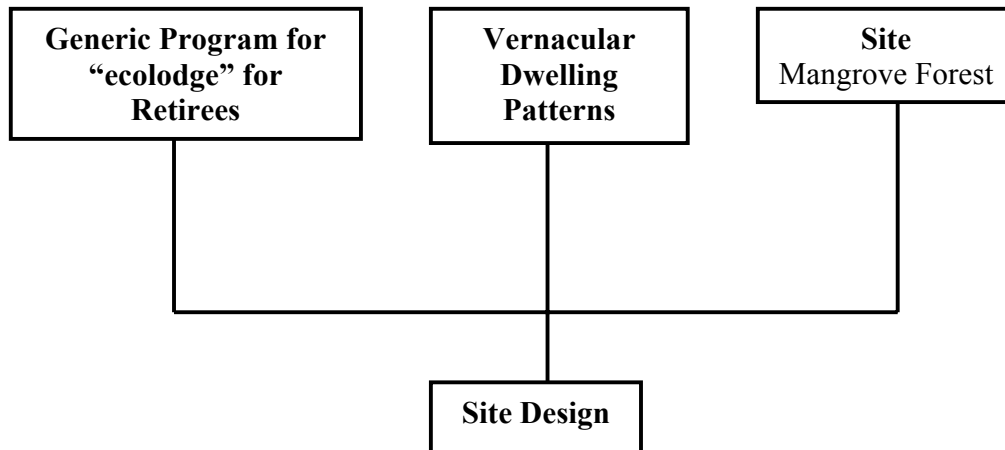 Generic Program for
“ecolodge” for
Retirees
Vernacular
Dwelling
Patterns
Site
Mangrove Forest
Site Design